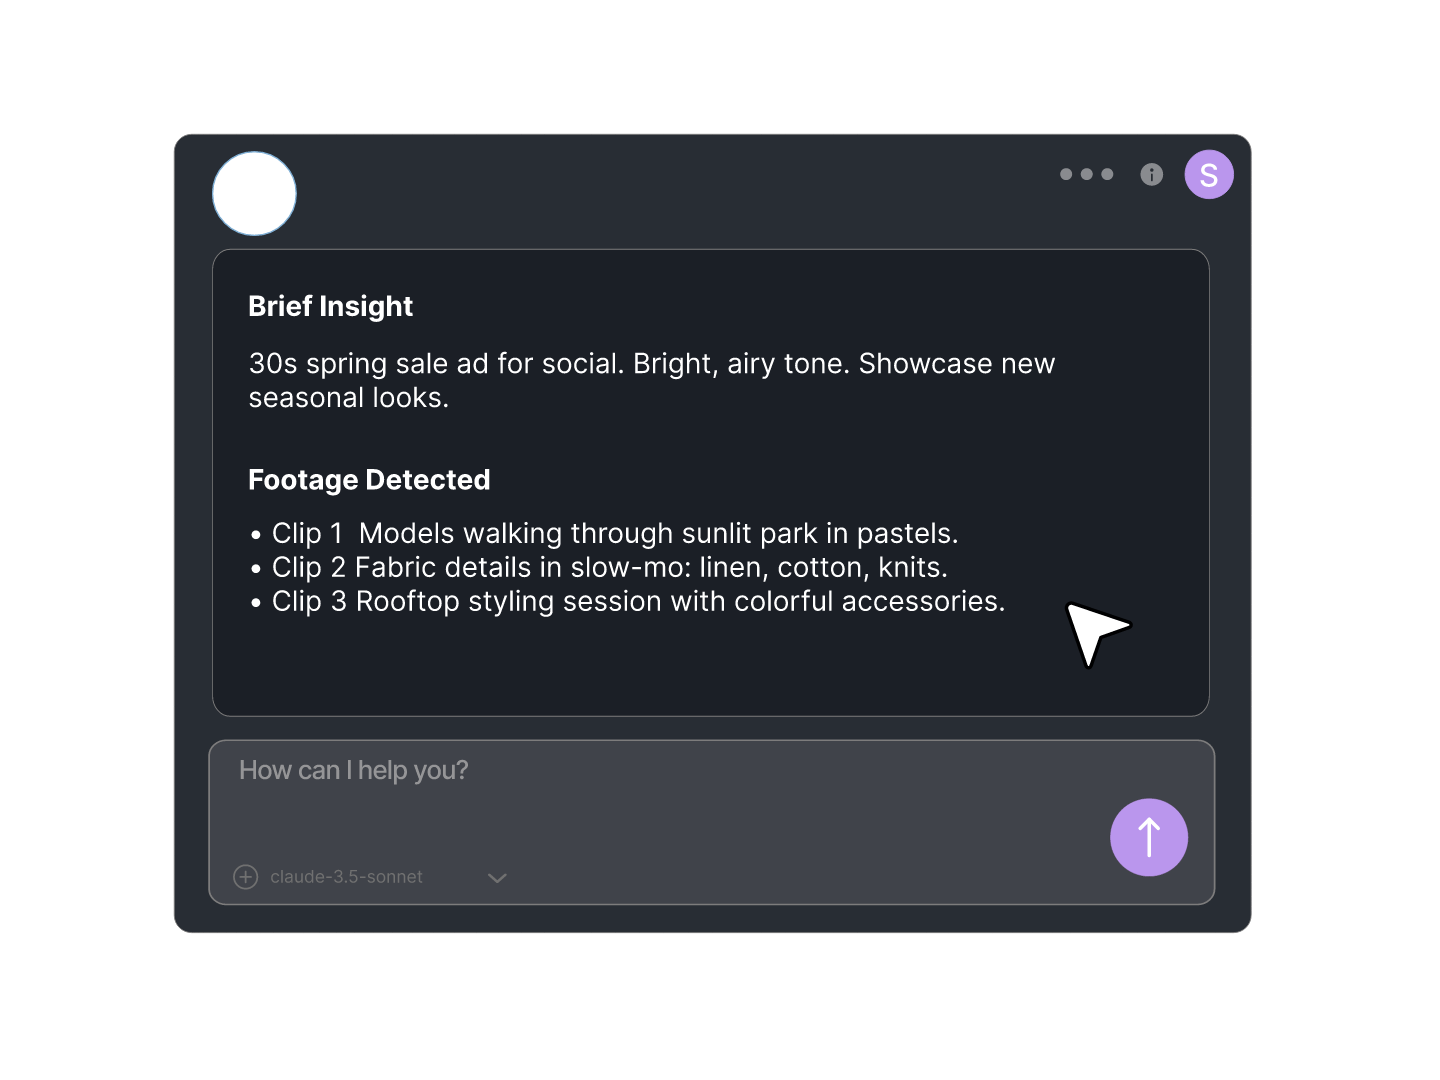 S
Brief Insight
30s spring sale ad for social. Bright, airy tone. Showcase new
seasonal looks.
Footage Detected
• Clip 1  Models walking through sunlit park in pastels.
• Clip 2 Fabric details in slow-mo: linen, cotton, knits.
• Clip 3 Rooftop styling session with colorful accessories.
How can I help you?
claude-3.5-sonnet